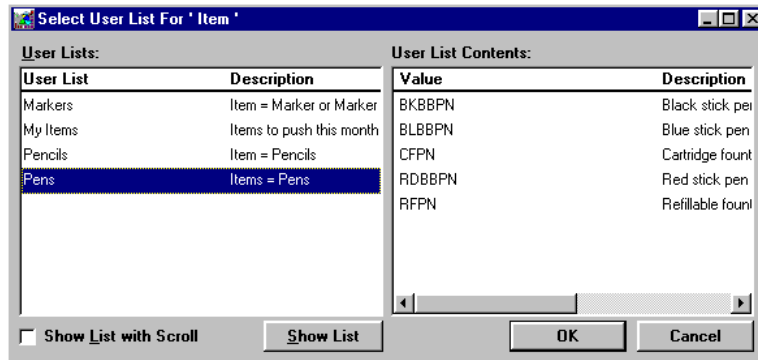 Select User List For ' Item '
User Lists:
User List Description
Markers Item = Marker or Marker
My Items Items to push this month
Pencils Item = Pencils
Pens Items = Pens
Show List with Scroll
Show List
User List Contents:
Value Description
BKBBPN Black stick pe
BLBBPN Blue stick pen
CFPN Cartridge fount
RDBBPN Red stick pen
RFPN Refillable fount
OK
Cancel